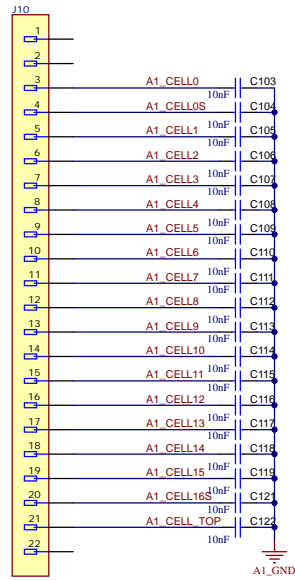 J10
1
2
3 A1_CELL0 C103
10nF
4 A1_CELL0S C104
10nF
5 A1_CELL1 C105
10nF
6 A1_CELL2 C106
10nF
7 A1_CELL3 C107
10nF
8 A1_CELL4 C108
10nF
9 A1_CELL5 C109
10nF
10 A1_CELL6 C110
10nF
11 A1_CELL7 C111
10nF
12 A1_CELL8 C112
10nF
13 A1_CELL9 C113
10nF
14 A1_CELL10 C114
10nF
15 A1_CELL11 C115
10nF
16 A1_CELL12 C116
10nF
17 A1_CELL13 C117
10nF
18 A1_CELL14 C118
10nF
19 A1_CELL15 C119
10nF
20 A1_CELL16S C121
10nF
21 A1_CELL_TOP C122
10nF
22
A1_GND